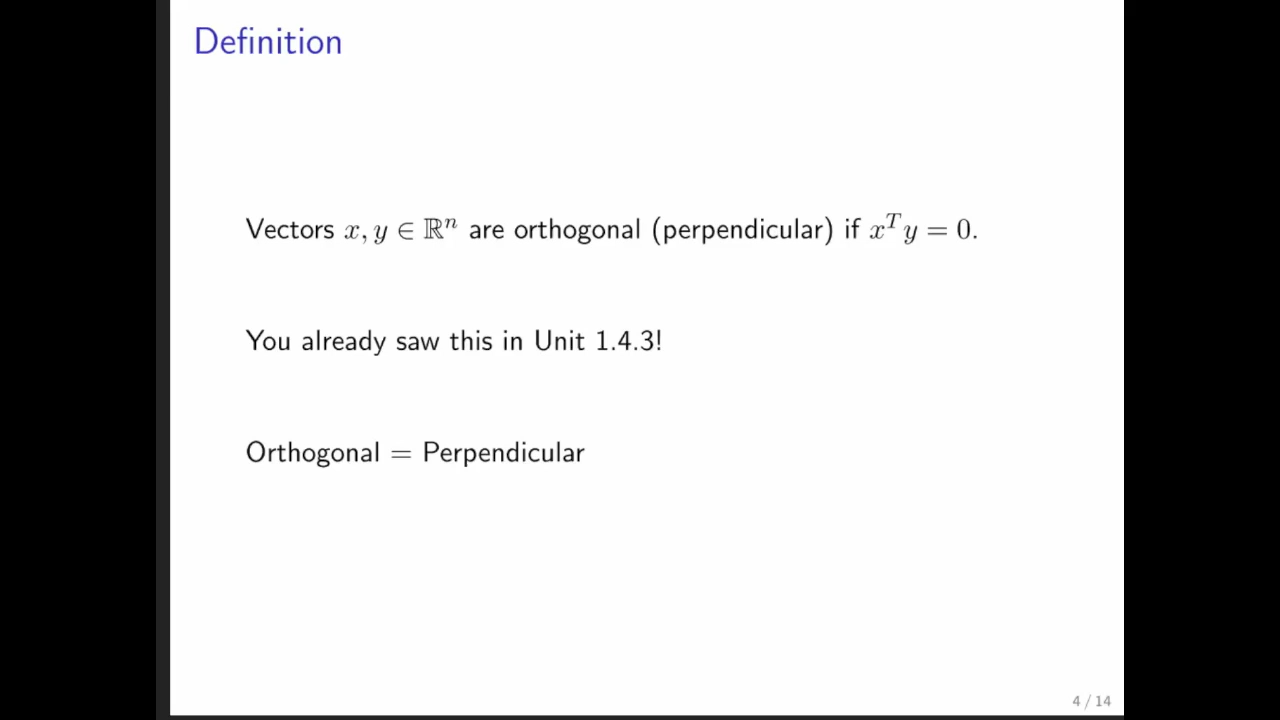 Definition
Vectors x, y ∈ ℝⁿ are orthogonal (perpendicular) if xᵀy = 0.
You already saw this in Unit 1.4.3!
Orthogonal = Perpendicular
4 / 14